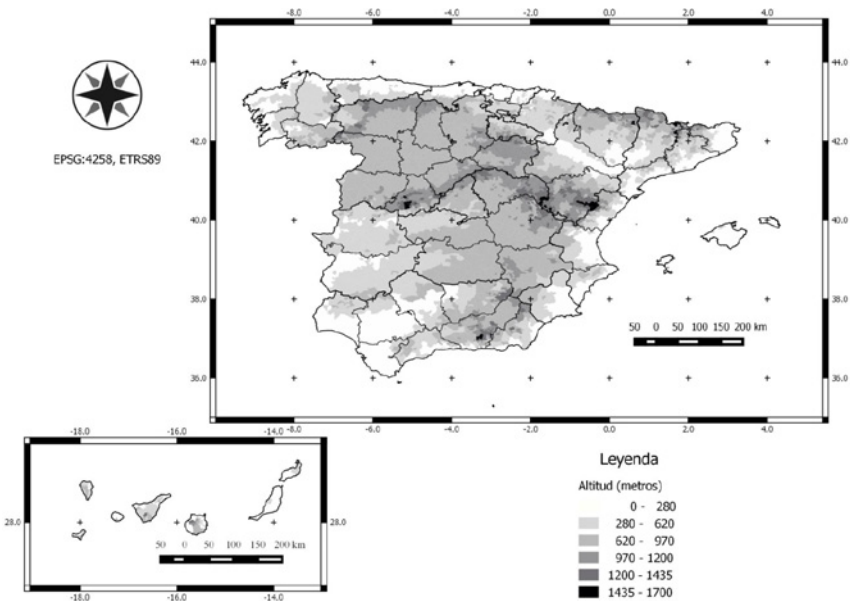 -8.0 -6.0 -4.0 -2.0 0.0 2.0 4.0
44.0 44.0
42.0 42.0
40.0 40.0
38.0 38.0
36.0 36.0
EPSG:4258, ETRS89
50 0 50 100 150 200 km
-8.0 -6.0 -4.0 -2.0 0.0 2.0 4.0
-18.0 -16.0 -14.0
28.0 28.0
50 0 50 100 150 200 km
-18.0 -16.0 -14.0
Leyenda
Altitud (metros)
0 - 280
280 - 620
620 - 970
970 - 1200
1200 - 1435
1435 - 1700